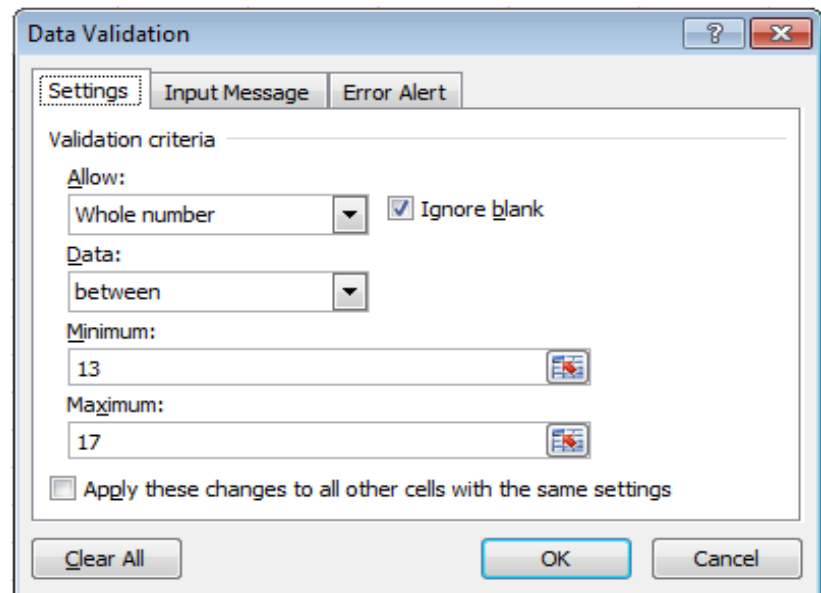 Data Validation
?
Settings Input Message Error Alert
Validation criteria
Allow:
Whole number Ignore blank
Data:
between
Minimum:
13
Maximum:
17
Apply these changes to all other cells with the same settings
Clear All OK Cancel